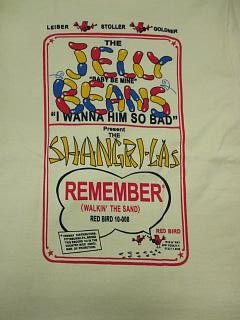 LEIBER STOLLER GOLDNER
THE
JELLY
"BABY BE MINE"
BEANS
"I WANNA HIM SO BAD"
Present
THE
SHANGRI-LAS
REMEMBER
(WALKIN' THE SAND)
RED BIRD 10-008
RED BIRD